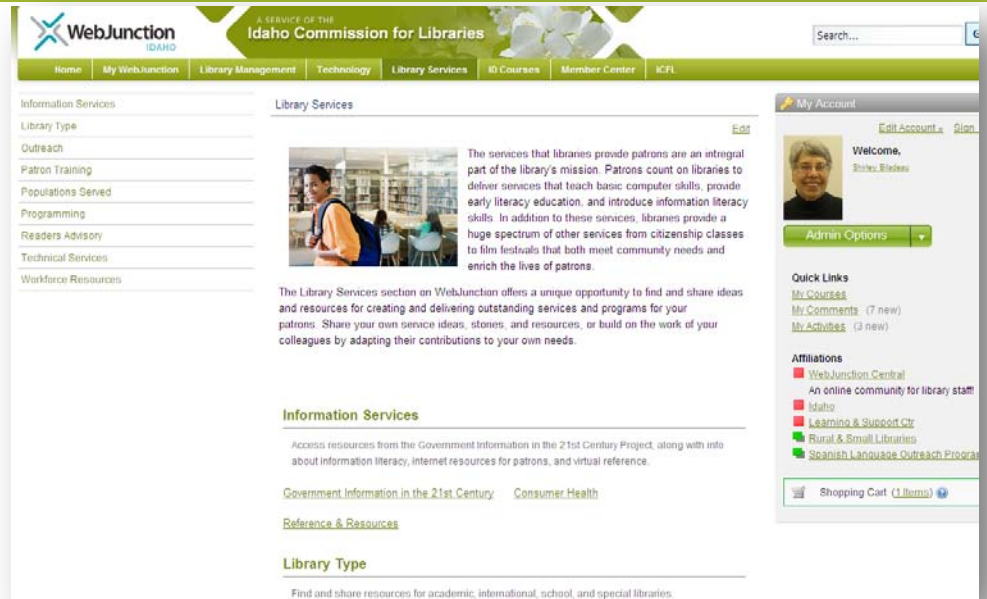 WebJunction
IDAHO
A SERVICE OF THE
Idaho Commission for Libraries
Search...
Home My WebJunction Library Management Technology Library Services ID Courses Member Center ICFL
Information Services
Library Type
Outreach
Patron Training
Populations Served
Programming
Readers Advisory
Technical Services
Workforce Resources
Library Services
Edit
The services that libraries provide patrons are an intregral
part of the library's mission. Patrons count on libraries to
deliver services that teach basic computer skills, provide
early literacy education, and introduce information literacy
skills. In addition to these services, libraries provide a
huge spectrum of other services from citizenship classes
to film festivals that both meet community needs and
enrich the lives of patrons.
The Library Services section on WebJunction offers a unique opportunity to find and share ideas
and resources for creating and delivering outstanding services and programs for your
patrons. Share your own service ideas, stories, and resources, or build on the work of your
colleagues by adapting their contributions to your own needs.
Information Services
Access resources from the Government Information in the 21st Century Project, along with info
about information literacy, internet resources for patrons, and virtual reference.
Government Information in the 21st Century Consumer Health
Reference & Resources
Library Type
Find and share resources for academic, international, school, and special libraries.
My Account
Edit Account Sign
Welcome,
Shirley Biladeau
Admin Options
Quick Links
My Courses
My Comments (7 new)
My Activities (3 new)
Affiliations
WebJunction Central
An online community for library staff!
Idaho
Learning & Support Ctr
Rural & Small Libraries
Spanish Language Outreach Progra
Shopping Cart (1 Items)